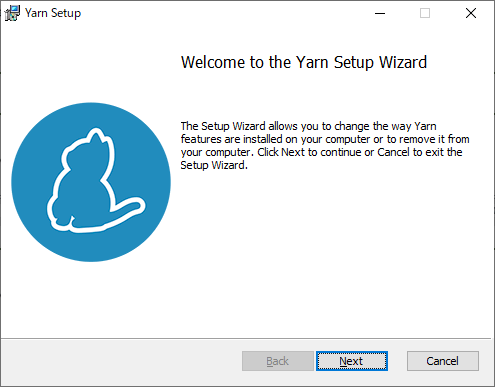 Yarn Setup
Welcome to the Yarn Setup Wizard
The Setup Wizard allows you to change the way Yarn
features are installed on your computer or to remove it from
your computer. Click Next to continue or Cancel to exit the
Setup Wizard.
Back
Next
Cancel